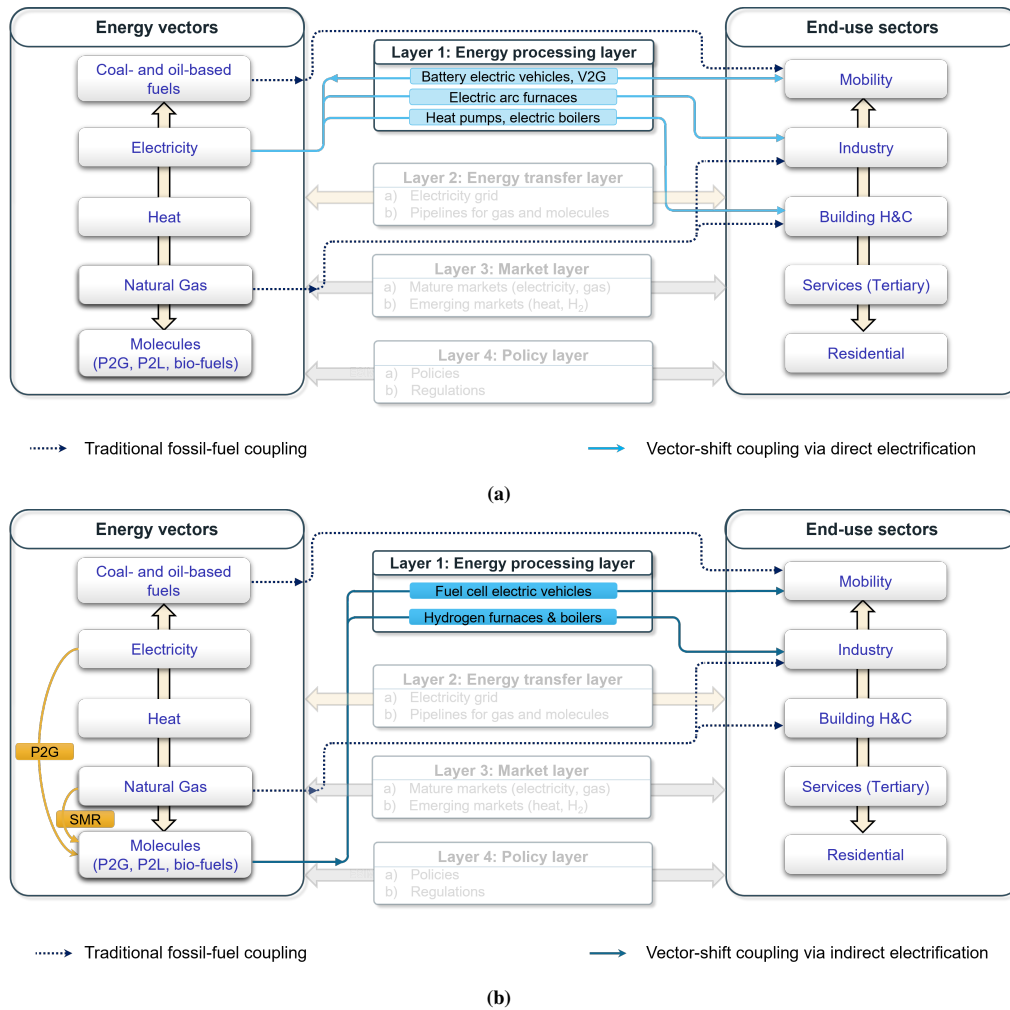 Energy vectors
End-use sectors
Coal- and oil-based
fuels
Electricity
Heat
Natural Gas
Molecules
(P2G, P2L, bio-fuels)
Layer 1: Energy processing layer
Battery electric vehicles, V2G
Electric arc furnaces
Heat pumps, electric boilers
Layer 2: Energy transfer layer
a) Electricity grid
b) Pipelines for gas and molecules
Layer 3: Market layer
a) Mature markets (electricity, gas)
b) Emerging markets (heat, H₂)
Layer 4: Policy layer
a) Policies
b) Regulations
Mobility
Industry
Building H&C
Services (Tertiary)
Residential
Traditional fossil-fuel coupling
Vector-shift coupling via direct electrification
(a)
Energy vectors
End-use sectors
Coal- and oil-based
fuels
Electricity
Heat
Natural Gas
Molecules
(P2G, P2L, bio-fuels)
P2G
SMR
Layer 1: Energy processing layer
Fuel cell electric vehicles
Hydrogen furnaces & boilers
Layer 2: Energy transfer layer
a) Electricity grid
b) Pipelines for gas and molecules
Layer 3: Market layer
a) Mature markets (electricity, gas)
b) Emerging markets (heat, H₂)
Layer 4: Policy layer
a) Policies
b) Regulations
Mobility
Industry
Building H&C
Services (Tertiary)
Residential
Traditional fossil-fuel coupling
Vector-shift coupling via indirect electrification
(b)